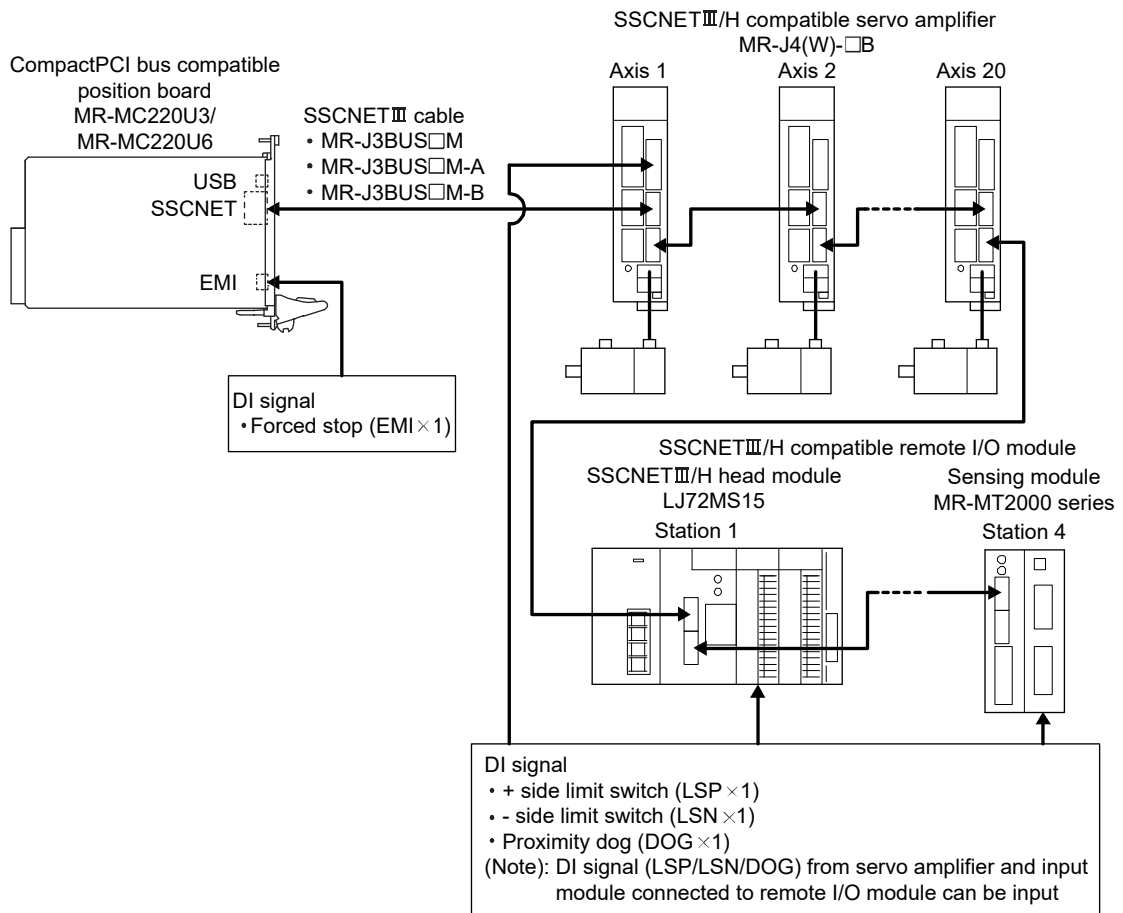 SSCNETⅢ/H compatible servo amplifier
MR-J4(W)-□B
Axis 1
Axis 2
Axis 20
CompactPCI bus compatible
position board
MR-MC220U3/
MR-MC220U6
SSCNETⅢ cable
・MR-J3BUS□M
・MR-J3BUS□M-A
・MR-J3BUS□M-B
USB
SSCNET
EMI
DI signal
・Forced stop (EMI×1)
SSCNETⅢ/H compatible remote I/O module
SSCNETⅢ/H head module
LJ72MS15
Station 1
Sensing module
MR-MT2000 series
Station 4
DI signal
・+ side limit switch (LSP×1)
・- side limit switch (LSN×1)
・Proximity dog (DOG×1)
(Note): DI signal (LSP/LSN/DOG) from servo amplifier and input
module connected to remote I/O module can be input